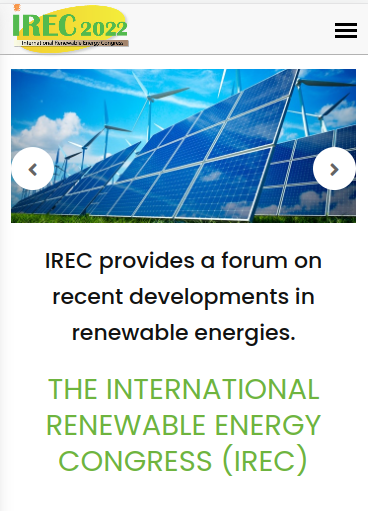 IREC 2022
International Renewable Energy Congress
IREC provides a forum on
recent developments in
renewable energies.
THE INTERNATIONAL
RENEWABLE ENERGY
CONGRESS (IREC)